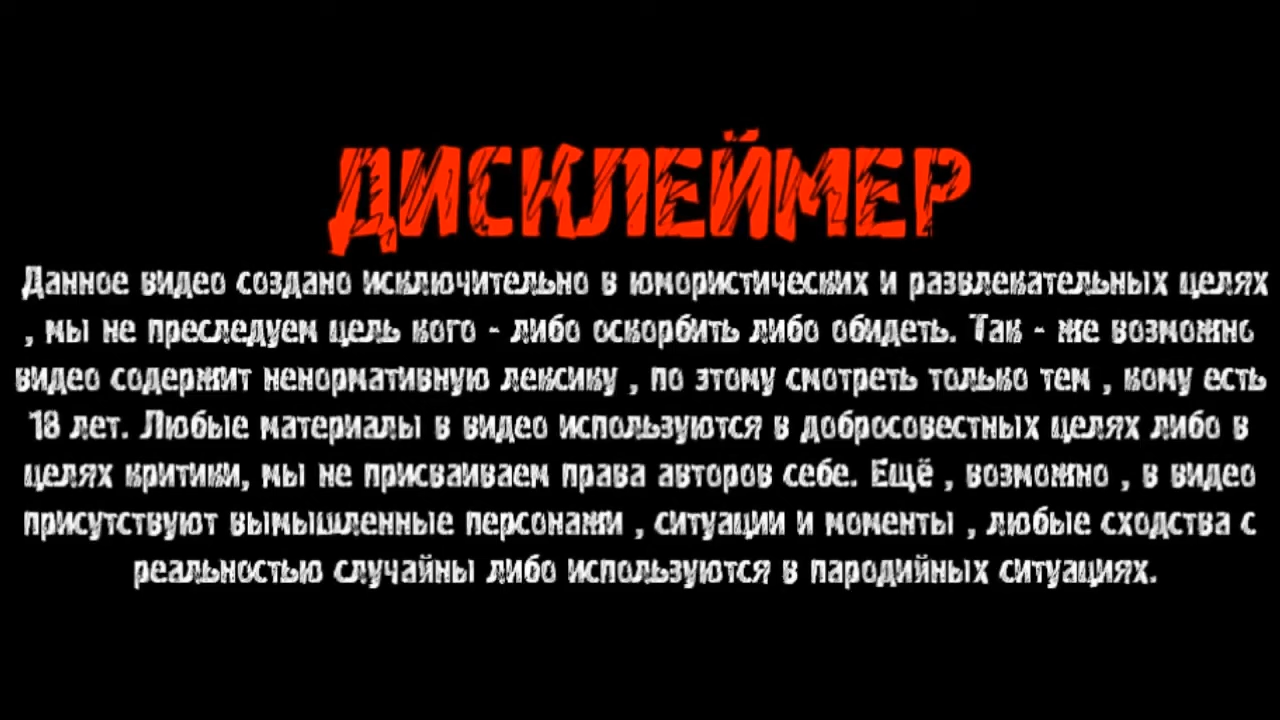 ДИСКЛЕЙМЕР
Данное видео создано исключительно в юмористических и развлекательных целях
, мы не преследуем цель кого - либо оскорбить либо обидеть. Так - же возможно
видео содержит ненормативную лексику , по этому смотреть только тем , кому есть
18 лет. Любые материалы в видео используются в добросовестных целях либо в
целях критики, мы не присваиваем права авторов себе. Ещё , возможно , в видео
присутствуют вымышленные персонажи , ситуации и моменты , любые сходства с
реальностью случайны либо используются в пародийных ситуациях.